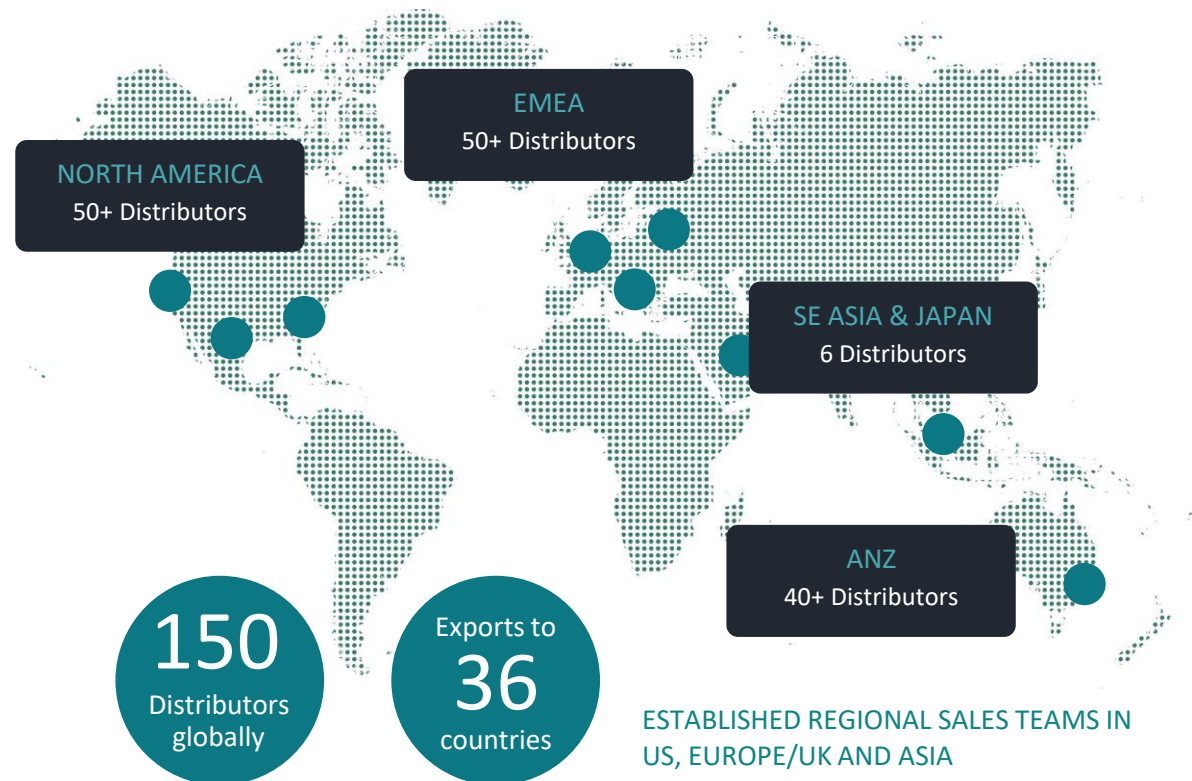 EMEA
50+ Distributors
NORTH AMERICA
50+ Distributors
SE ASIA & JAPAN
6 Distributors
ANZ
40+ Distributors
150
Distributors
globally
Exports to
36
countries
ESTABLISHED REGIONAL SALES TEAMS IN
US, EUROPE/UK AND ASIA